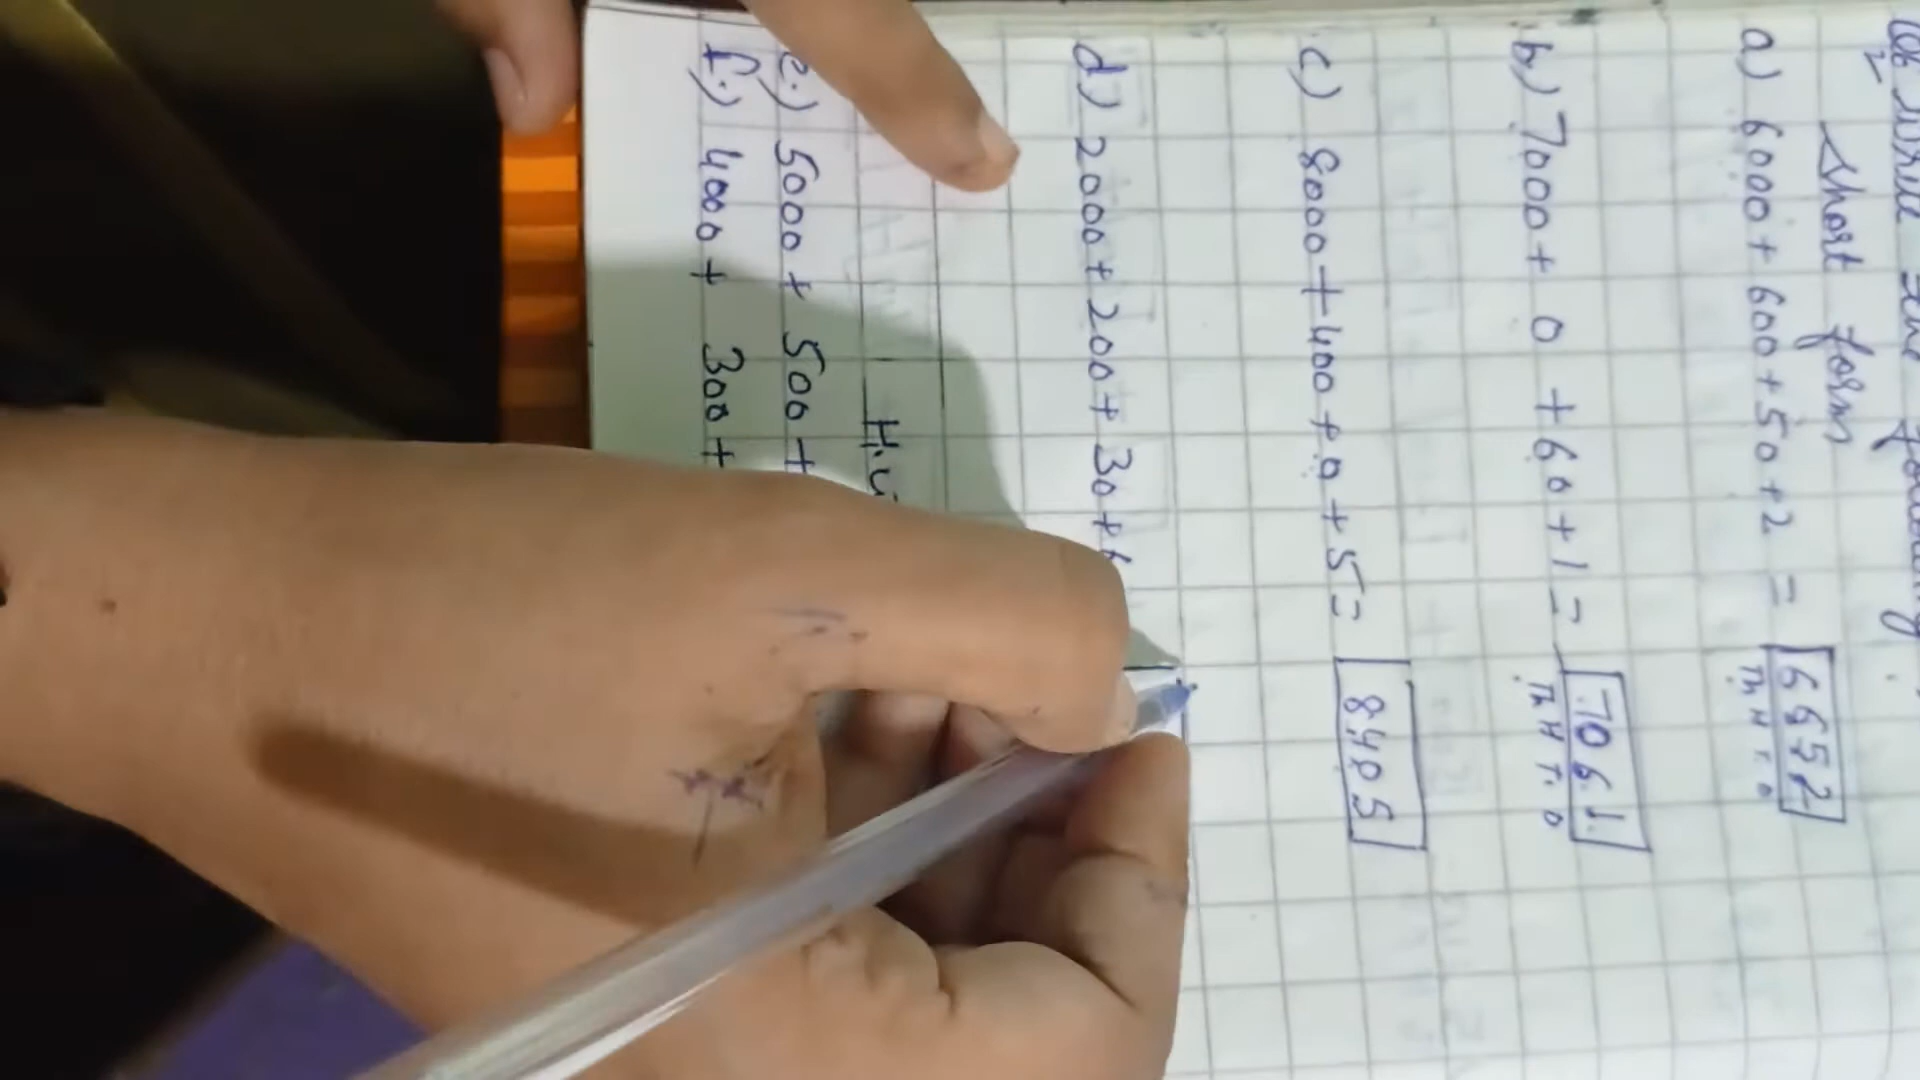 Short form
a) 6000 + 600 + 50 + 2 = 6652
Th H T. O
b) 7000 + 0 + 60 + 1 = 7061
Th H T. O
c) 8000 + 400 + 0 + 5 = 8405
d) 2000 + 200 + 30 +
e.) 5000 + 500 +
f.) 4000 + 300 +